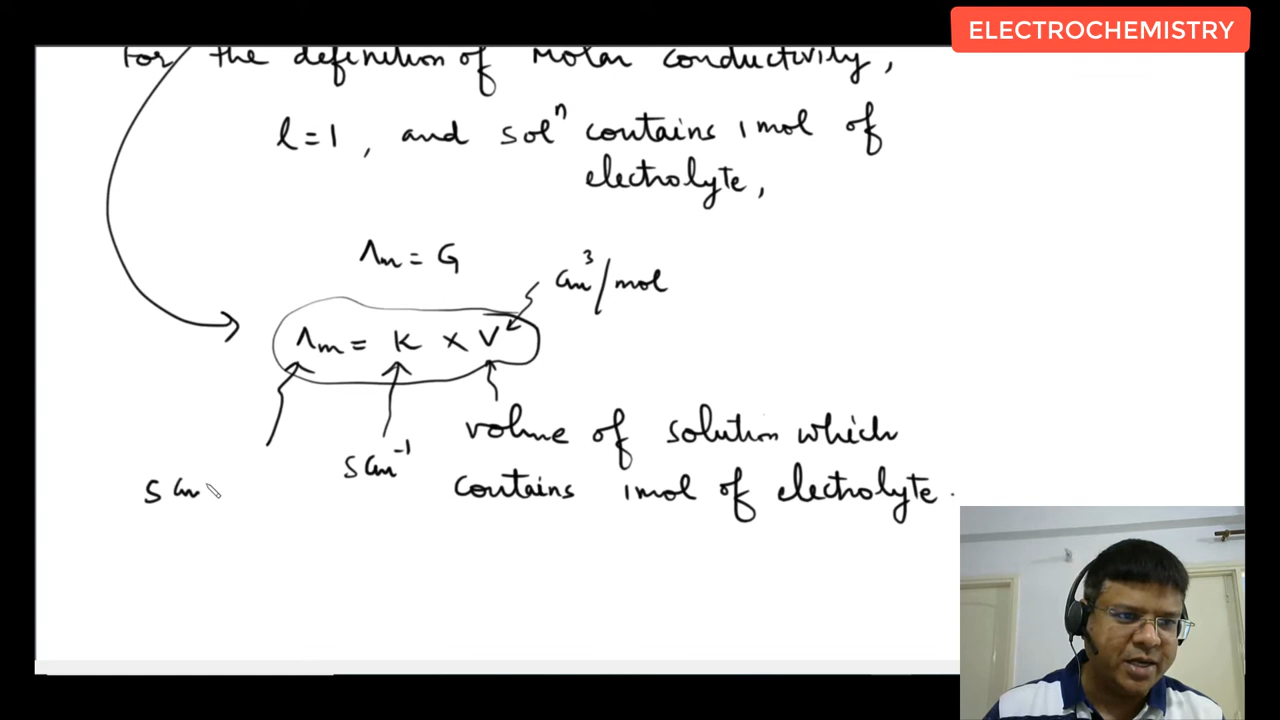 ELECTROCHEMISTRY
For the definition of Molar conductivity,
l=1, and solⁿ contains 1 mol of
electrolyte,
Λm = G
cm³/mol
Λm = K × V
volume of solution which
S cm⁻¹
contains 1 mol of electrolyte.
S cm